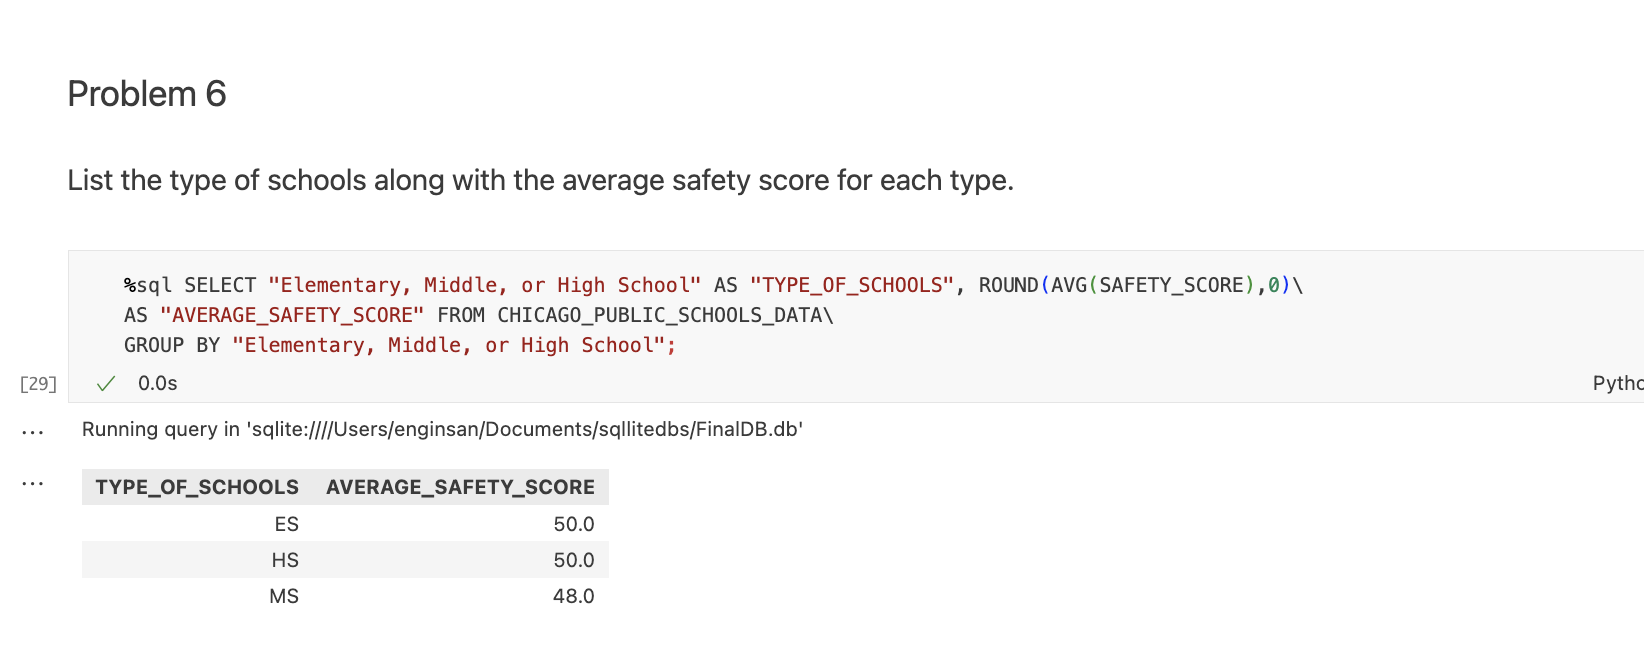 Problem 6
List the type of schools along with the average safety score for each type.
%sql SELECT "Elementary, Middle, or High School" AS "TYPE_OF_SCHOOLS", ROUND(AVG(SAFETY_SCORE),0)\
AS "AVERAGE_SAFETY_SCORE" FROM CHICAGO_PUBLIC_SCHOOLS_DATA\
GROUP BY "Elementary, Middle, or High School";
[29] ✓ 0.0s Pytho
... Running query in 'sqlite:////Users/enginsan/Documents/sqllitedbs/FinalDB.db'
...
TYPE_OF_SCHOOLS AVERAGE_SAFETY_SCORE
ES 50.0
HS 50.0
MS 48.0